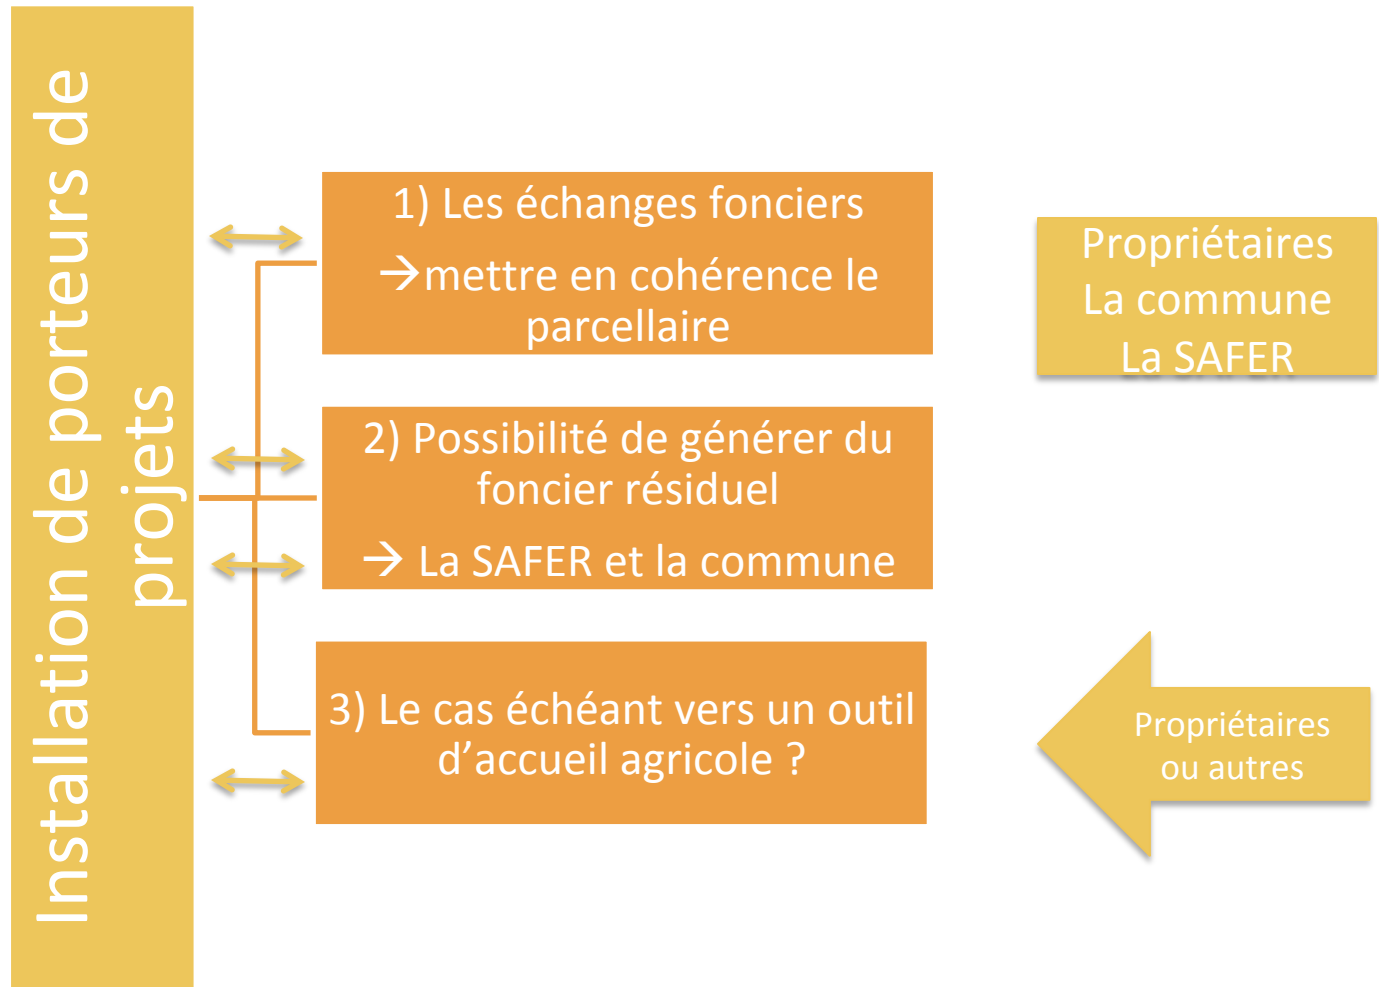 Installation de porteurs de
projets
1) Les échanges fonciers
→mettre en cohérence le
parcellaire
2) Possibilité de générer du
foncier résiduel
→ La SAFER et la commune
3) Le cas échéant vers un outil
d’accueil agricole ?
Propriétaires
La commune
La SAFER
Propriétaires
ou autres